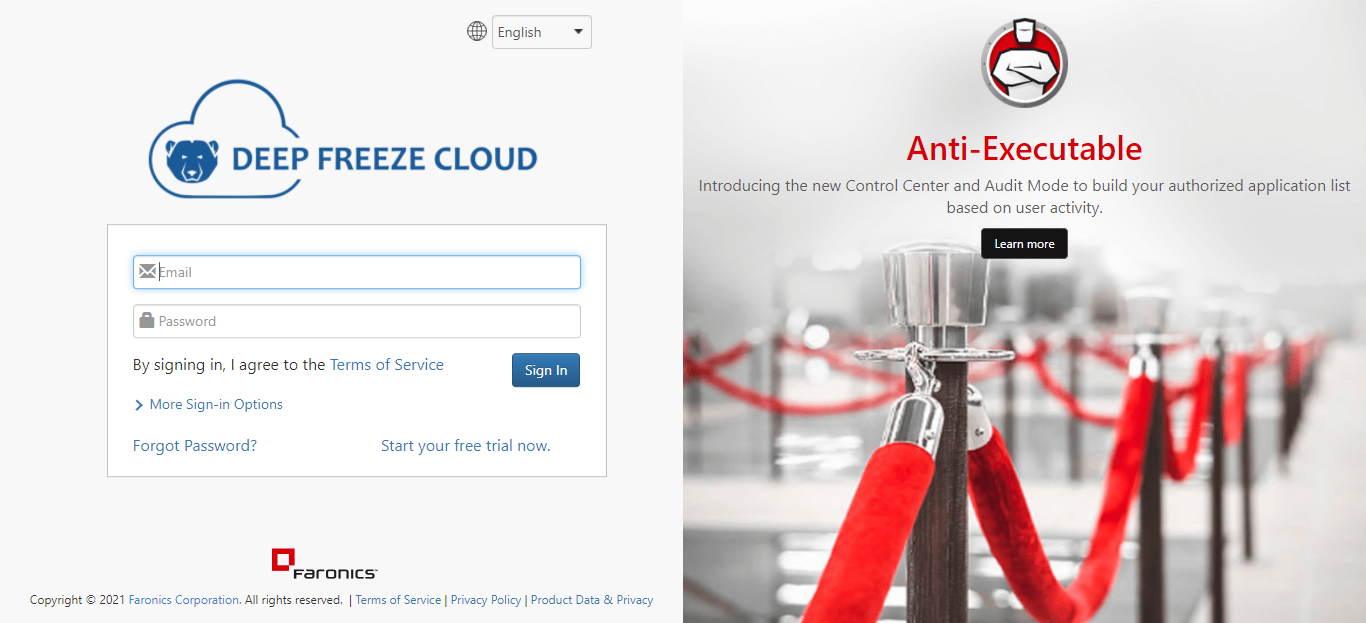 English
DEEP FREEZE CLOUD
Email
Password
By signing in, I agree to the Terms of Service
Sign In
More Sign-in Options
Forgot Password?
Start your free trial now.
FARONICS
Copyright © 2021 Faronics Corporation. All rights reserved. | Terms of Service | Privacy Policy | Product Data & Privacy
Anti-Executable
Introducing the new Control Center and Audit Mode to build your authorized application list
based on user activity.
Learn more